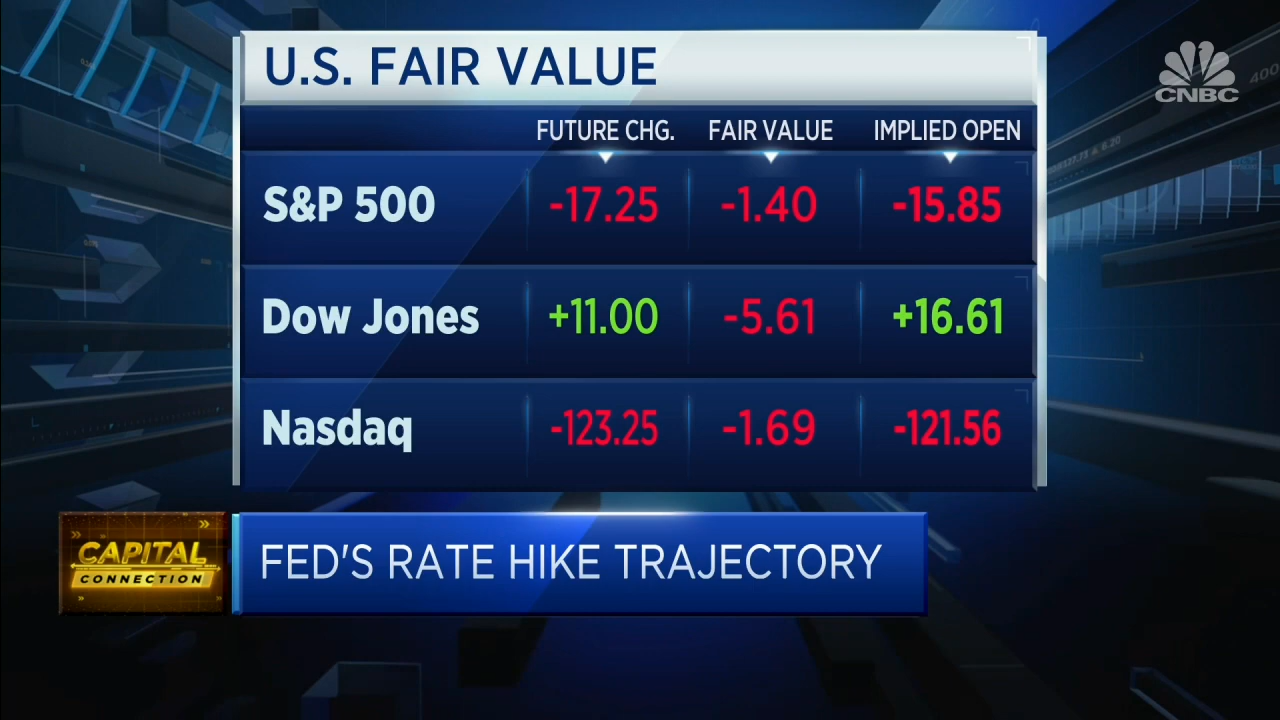 U.S. FAIR VALUE
CNBC
400
FUTURE CHG. FAIR VALUE IMPLIED OPEN
S&P 500 -17.25 -1.40 -15.85
Dow Jones +11.00 -5.61 +16.61
Nasdaq -123.25 -1.69 -121.56
CAPITAL
CONNECTION
FED'S RATE HIKE TRAJECTORY